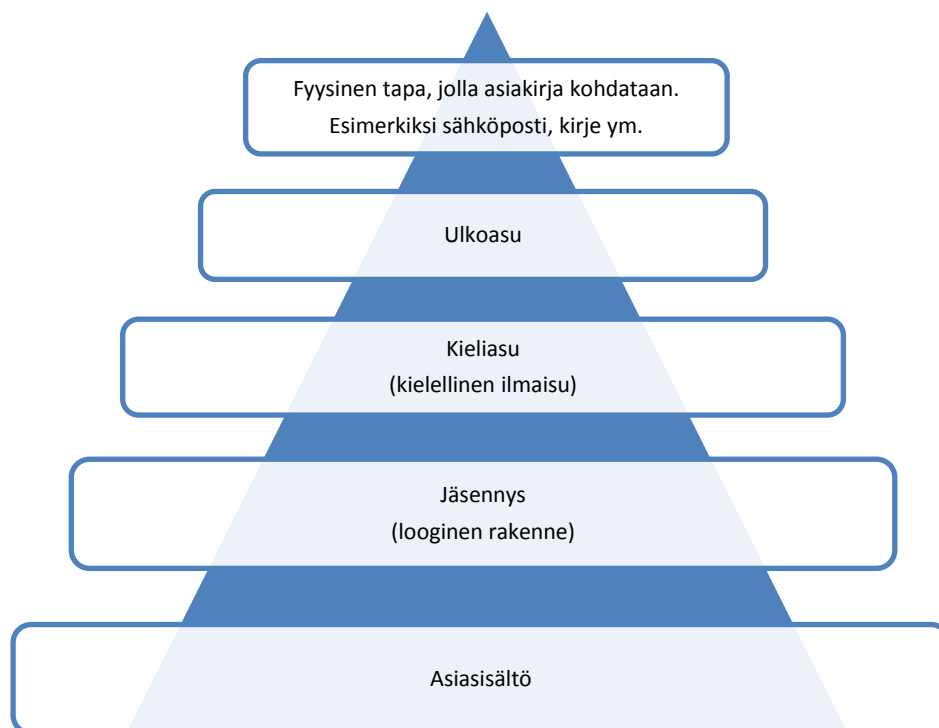 Fyysinen tapa, jolla asiakirja kohdataan.
Esimerkiksi sähköposti, kirje ym.
Ulkoasu
Kieliasu
(kielellinen ilmaisu)
Jäsennys
(looginen rakenne)
Asiasisältö